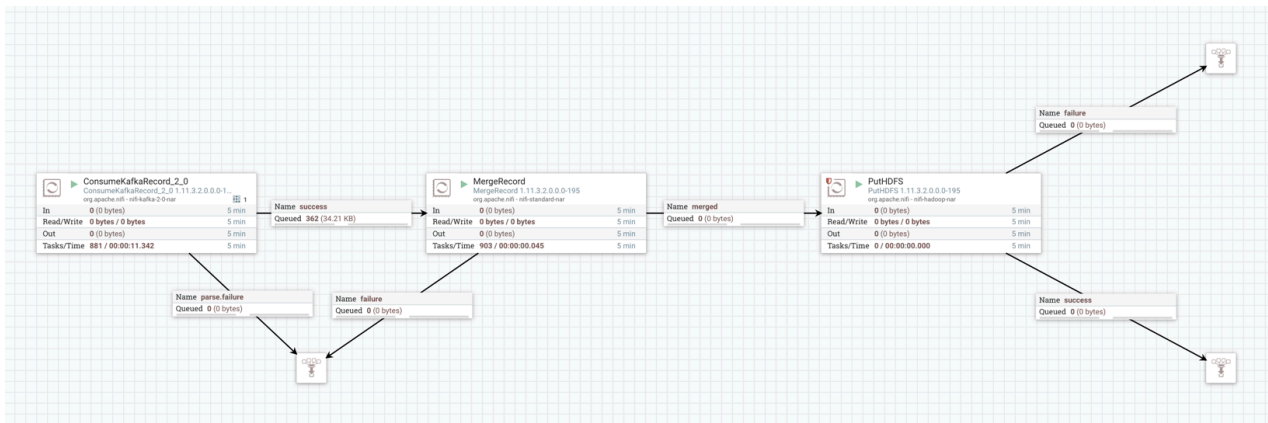 Name failure
Queued 0 (0 bytes)
ConsumeKafkaRecord_2_0
ConsumeKafkaRecord_2_0 1.11.3.2.0.0.0-1...
org.apache.nifi - nifi-kafka-2-0-nar
1
In 0 (0 bytes) 5 min
Read/Write 0 bytes / 0 bytes 5 min
Out 0 (0 bytes) 5 min
Tasks/Time 881 / 00:00:11.342 5 min
Name success
Queued 362 (34.21 KB)
MergeRecord
MergeRecord 1.11.3.2.0.0.0-195
org.apache.nifi - nifi-standard-nar
In 0 (0 bytes) 5 min
Read/Write 0 bytes / 0 bytes 5 min
Out 0 (0 bytes) 5 min
Tasks/Time 903 / 00:00:00.045 5 min
Name merged
Queued 0 (0 bytes)
PutHDFS
PutHDFS 1.11.3.2.0.0.0-195
org.apache.nifi - nifi-hadoop-nar
In 0 (0 bytes) 5 min
Read/Write 0 bytes / 0 bytes 5 min
Out 0 (0 bytes) 5 min
Tasks/Time 0 / 00:00:00.000 5 min
Name parse.failure
Queued 0 (0 bytes)
Name failure
Queued 0 (0 bytes)
Name success
Queued 0 (0 bytes)